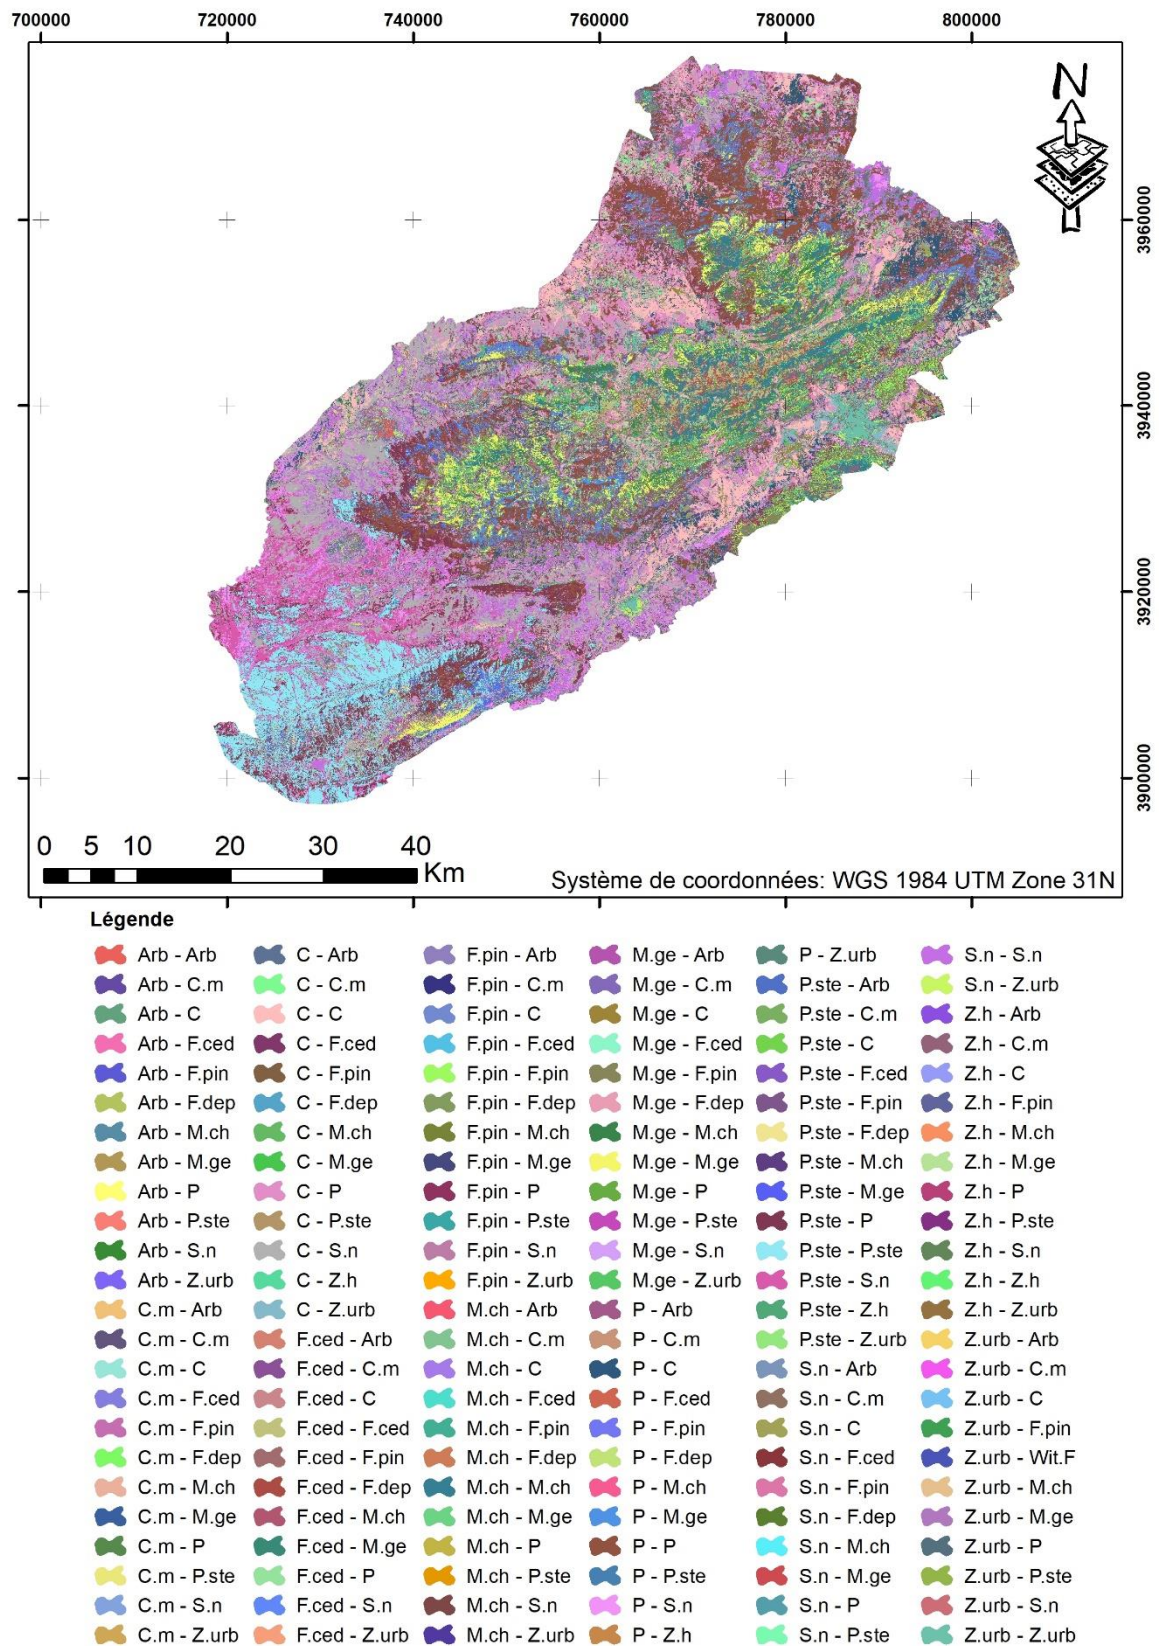 700000 720000 740000 760000 780000 800000
N
3960000
3940000
3920000
3900000
0 5 10 20 30 40
Km
Système de coordonnées: WGS 1984 UTM Zone 31N
700000 720000 740000 760000 780000 800000
Légende
Arb - Arb C - Arb F.pin - Arb M.ge - Arb P - Z.urb S.n - S.n
Arb - C.m C - C.m F.pin - C.m M.ge - C.m P.ste - Arb S.n - Z.urb
Arb - C C - C F.pin - C M.ge - C P.ste - C.m Z.h - Arb
Arb - F.ced C - F.ced F.pin - F.ced M.ge - F.ced P.ste - C Z.h - C.m
Arb - F.pin C - F.pin F.pin - F.pin M.ge - F.pin P.ste - F.ced Z.h - C
Arb - F.dep C - F.dep F.pin - F.dep M.ge - F.dep P.ste - F.pin Z.h - F.pin
Arb - M.ch C - M.ch F.pin - M.ch M.ge - M.ch P.ste - F.dep Z.h - M.ch
Arb - M.ge C - M.ge F.pin - M.ge M.ge - M.ge P.ste - M.ch Z.h - M.ge
Arb - P C - P F.pin - P M.ge - P P.ste - M.ge Z.h - P
Arb - P.ste C - P.ste F.pin - P.ste M.ge - P.ste P.ste - P Z.h - P.ste
Arb - S.n C - S.n F.pin - S.n M.ge - S.n P.ste - P.ste Z.h - S.n
Arb - Z.urb C - Z.h F.pin - Z.urb M.ge - Z.urb P.ste - S.n Z.h - Z.h
C.m - Arb C - Z.urb M.ch - Arb P - Arb P.ste - Z.h Z.h - Z.urb
C.m - C.m F.ced - Arb M.ch - C.m P - C.m P.ste - Z.urb Z.urb - Arb
C.m - C F.ced - C.m M.ch - C P - C S.n - Arb Z.urb - C.m
C.m - F.ced F.ced - C M.ch - F.ced P - F.ced S.n - C.m Z.urb - C
C.m - F.pin F.ced - F.ced M.ch - F.pin P - F.pin S.n - C Z.urb - F.pin
C.m - F.dep F.ced - F.pin M.ch - F.dep P - F.dep S.n - F.ced Z.urb - Wit.F
C.m - M.ch F.ced - F.dep M.ch - M.ch P - M.ch S.n - F.pin Z.urb - M.ch
C.m - M.ge F.ced - M.ch M.ch - M.ge P - M.ge S.n - F.dep Z.urb - M.ge
C.m - P F.ced - M.ge M.ch - P P - P S.n - M.ch Z.urb - P
C.m - P.ste F.ced - P M.ch - P.ste P - P.ste S.n - M.ge Z.urb - P.ste
C.m - S.n F.ced - S.n M.ch - S.n P - S.n S.n - P Z.urb - S.n
C.m - Z.urb F.ced - Z.urb M.ch - Z.urb P - Z.h S.n - P.ste Z.urb - Z.urb